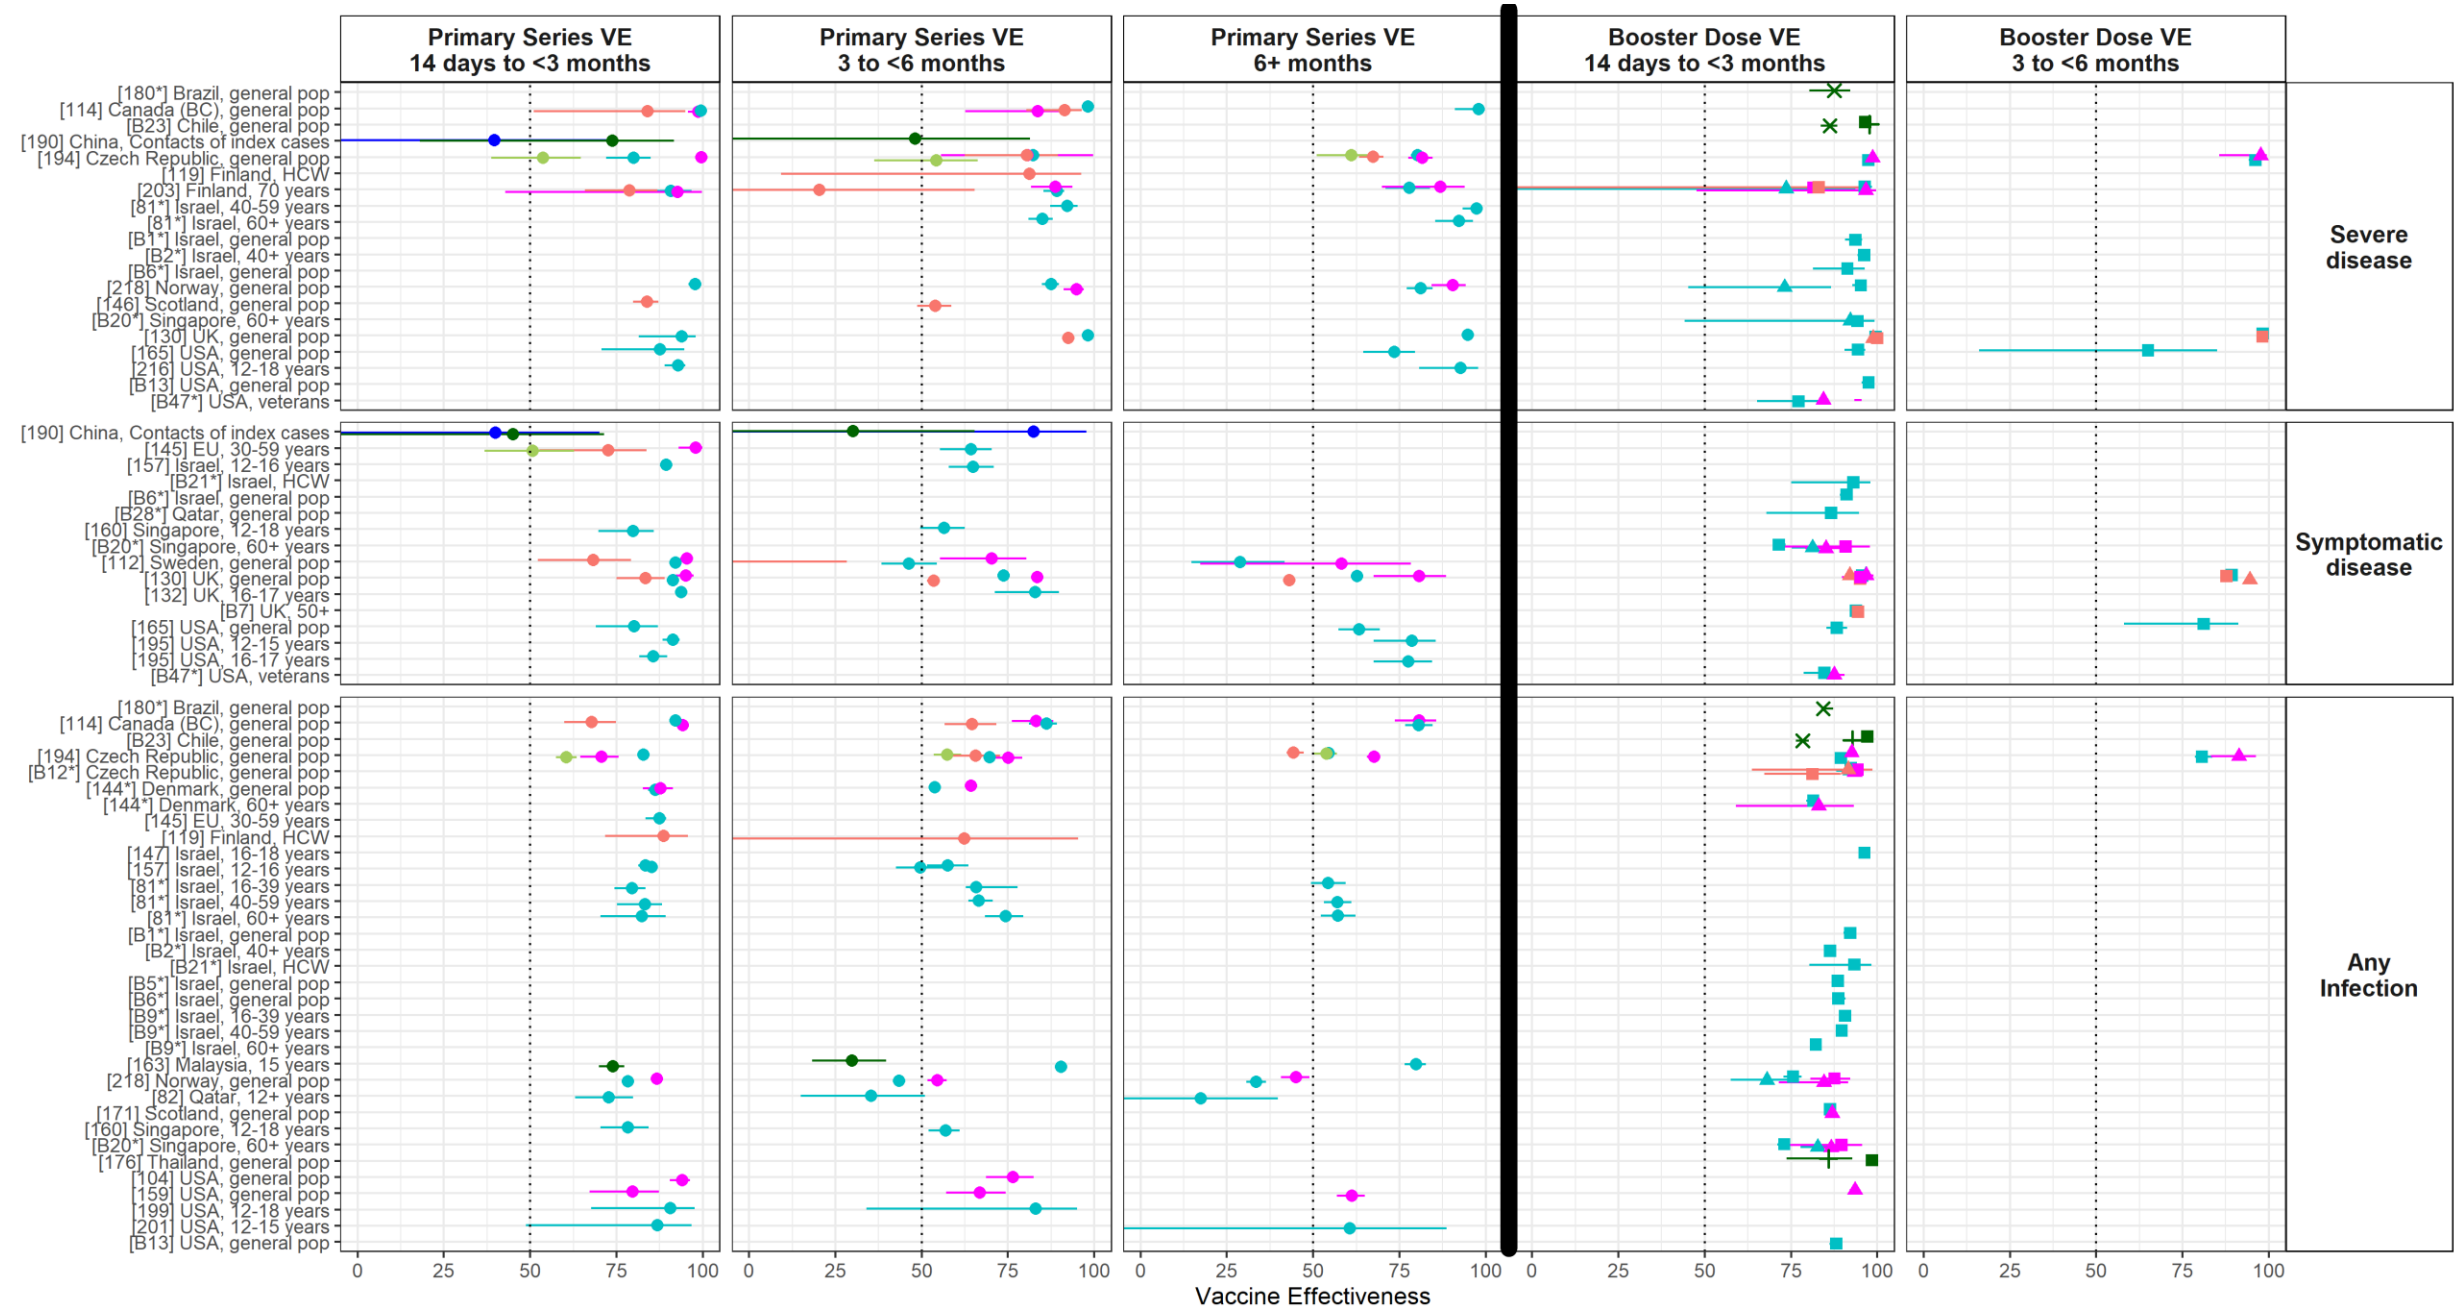 Primary Series VE
14 days to <3 months
Primary Series VE
3 to <6 months
Primary Series VE
6+ months
Booster Dose VE
14 days to <3 months
Booster Dose VE
3 to <6 months
[180*] Brazil, general pop
[114] Canada (BC), general pop
[B23] Chile, general pop
[190] China, Contacts of index cases
[194] Czech Republic, general pop
[119] Finland, HCW
[203] Finland, 70 years
[81*] Israel, 40-59 years
[81*] Israel, 60+ years
[B1*] Israel, general pop
[B2*] Israel, 40+ years
[B6*] Israel, general pop
[218] Norway, general pop
[146] Scotland, general pop
[B20*] Singapore, 60+ years
[130] UK, general pop
[165] USA, general pop
[216] USA, 12-18 years
[B13] USA, general pop
[B47*] USA, veterans
Severe
disease
[190] China, Contacts of index cases
[145] EU, 30-59 years
[157] Israel, 12-16 years
[B21*] Israel, HCW
[B6*] Israel, general pop
[B28*] Qatar, general pop
[160] Singapore, 12-18 years
[B20*] Singapore, 60+ years
[112] Sweden, general pop
[130] UK, general pop
[132] UK, 16-17 years
[B7] UK, 50+
[165] USA, general pop
[195] USA, 12-15 years
[195] USA, 16-17 years
[B47*] USA, veterans
Symptomatic
disease
[180*] Brazil, general pop
[114] Canada (BC), general pop
[B23] Chile, general pop
[194] Czech Republic, general pop
[B12*] Czech Republic, general pop
[144*] Denmark, general pop
[144*] Denmark, 60+ years
[145] EU, 30-59 years
[119] Finland, HCW
[147] Israel, 16-18 years
[157] Israel, 12-16 years
[81*] Israel, 16-39 years
[81*] Israel, 40-59 years
[81*] Israel, 60+ years
[B1*] Israel, general pop
[B2*] Israel, 40+ years
[B21*] Israel, HCW
[B5*] Israel, general pop
[B6*] Israel, general pop
[B9*] Israel, 16-39 years
[B9*] Israel, 40-59 years
[B9*] Israel, 60+ years
[163] Malaysia, 15 years
[218] Norway, general pop
[82] Qatar, 12+ years
[171] Scotland, general pop
[160] Singapore, 12-18 years
[B20*] Singapore, 60+ years
[176] Thailand, general pop
[104] USA, general pop
[159] USA, general pop
[199] USA, 12-18 years
[201] USA, 12-15 years
[B13] USA, general pop
Any
Infection
0 25 50 75 100 0 25 50 75 100 0 25 50 75 100 0 25 50 75 100 0 25 50 75 100
Vaccine Effectiveness